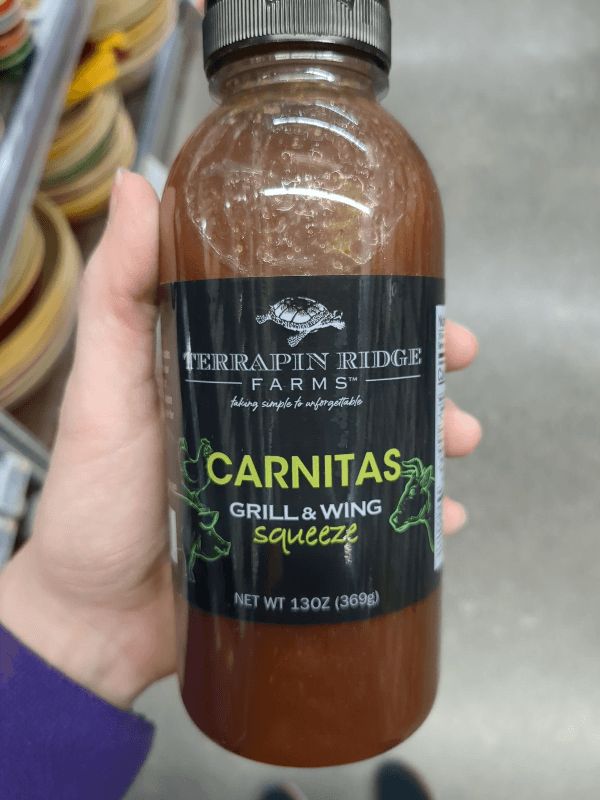 TERRAPIN RIDGE
FARMS™
taking simple to unforgettable
CARNITAS
GRILL & WING
squeeze
NET WT 13OZ (369g)